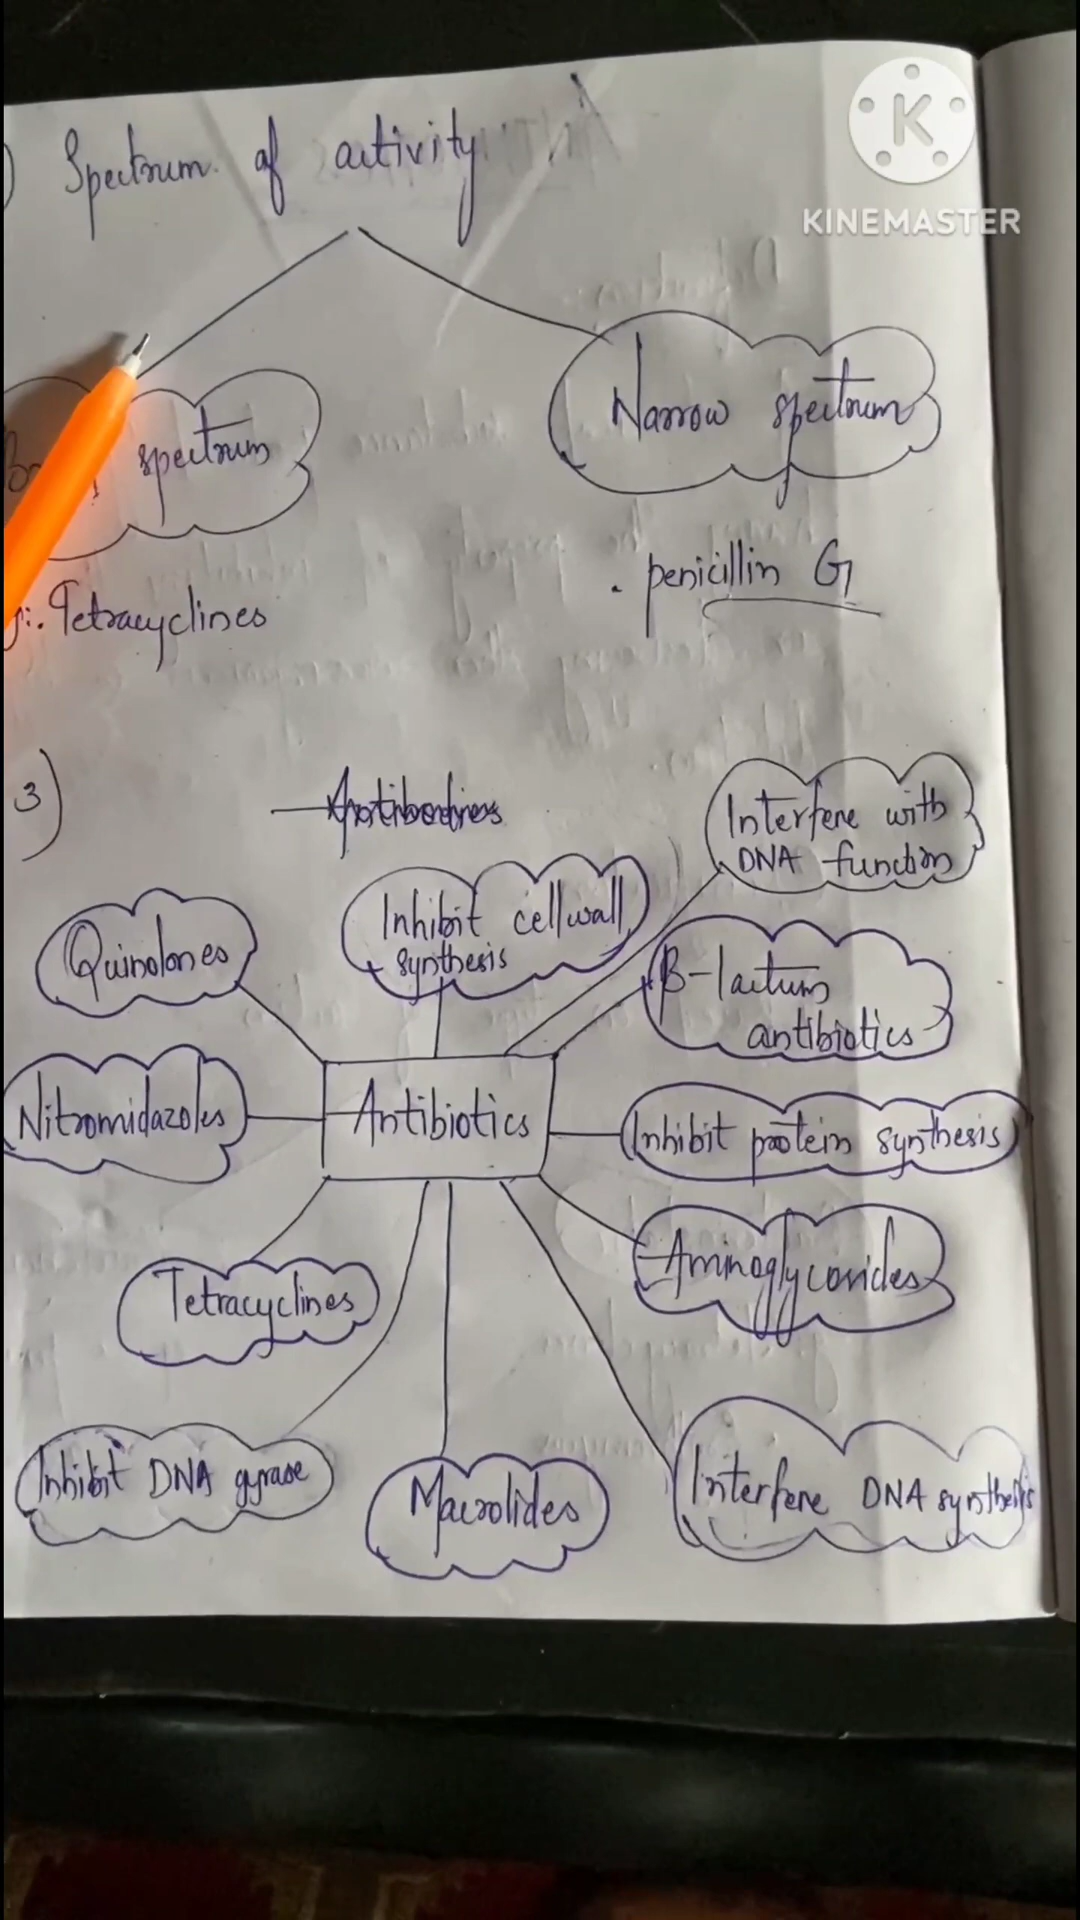 ) Spectrum of activity
K
KINEMASTER
spectrum
Narrow spectrum
Tetracyclines
. penicillin G
3)
Interfere with
DNA function
Inhibit cellwall
synthesis
Quinolones
β-lactum
antibiotics
Nitromidazoles
Antibiotics
Inhibit protein synthesis
Tetracyclines
Aminoglycosides
Inhibit DNA gyrase
Macrolides
Interfere DNA synthesis